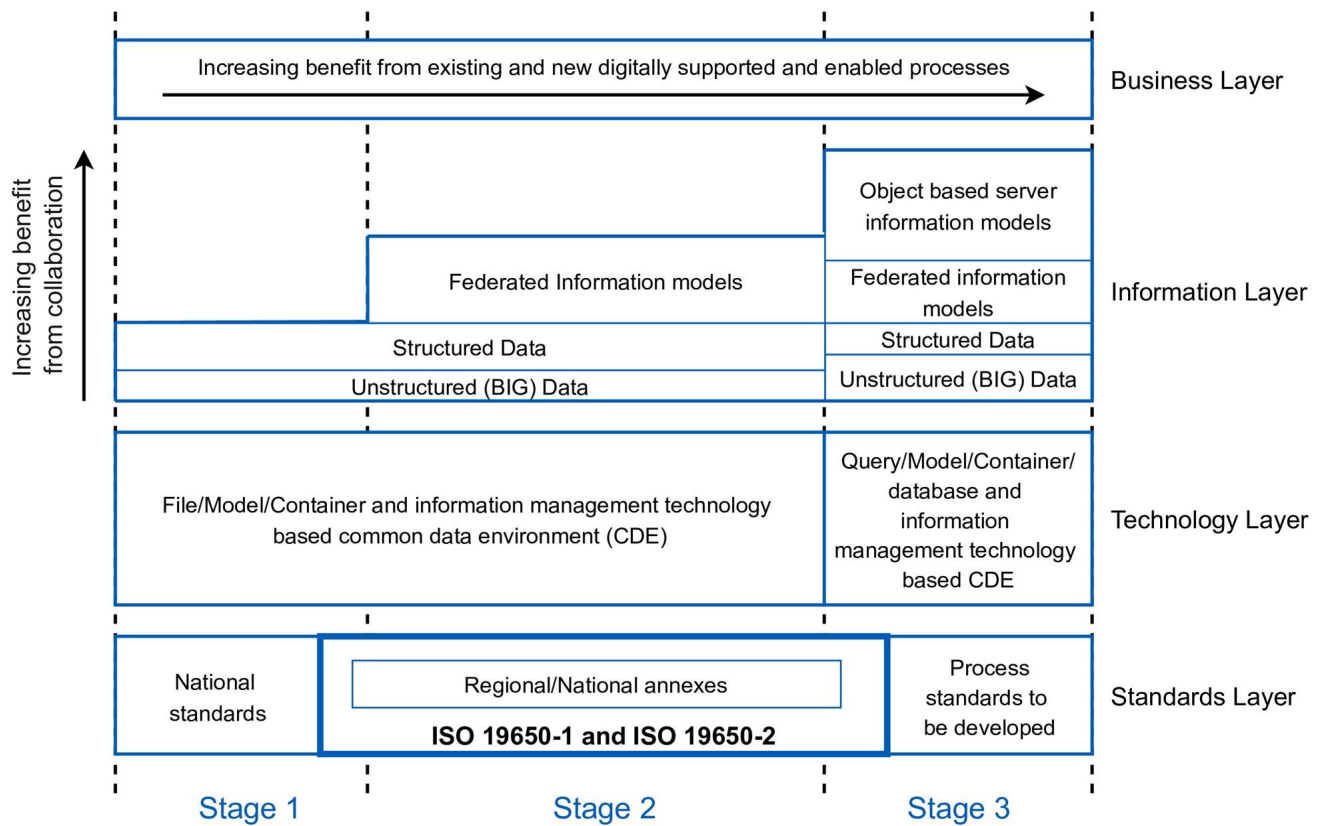 Increasing benefit from existing and new digitally supported and enabled processes
Business Layer
Increasing benefit
from collaboration
Object based server
information models
Federated Information models
Federated information
models
Information Layer
Structured Data
Structured Data
Unstructured (BIG) Data
Unstructured (BIG) Data
File/Model/Container and information management technology
based common data environment (CDE)
Query/Model/Container/
database and
information
management technology
based CDE
Technology Layer
National
standards
Regional/National annexes
ISO 19650-1 and ISO 19650-2
Process
standards to
be developed
Standards Layer
Stage 1
Stage 2
Stage 3